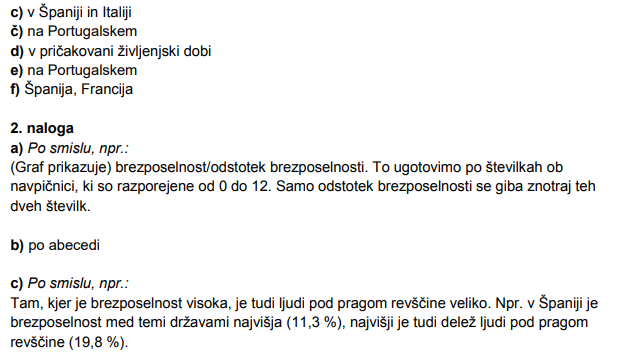 c) v Španiji in Italiji
č) na Portugalskem
d) v pričakovani življenjski dobi
e) na Portugalskem
f) Španija, Francija
2. naloga
a) Po smislu, npr.:
(Graf prikazuje) brezposelnost/odstotek brezposelnosti. To ugotovimo po številkah ob
navpičnici, ki so razporejene od 0 do 12. Samo odstotek brezposelnosti se giba znotraj teh
dveh številk.
b) po abecedi
c) Po smislu, npr.:
Tam, kjer je brezposelnost visoka, je tudi ljudi pod pragom revščine veliko. Npr. v Španiji je
brezposelnost med temi državami najvišja (11,3 %), najvišji je tudi delež ljudi pod pragom
revščine (19,8 %).